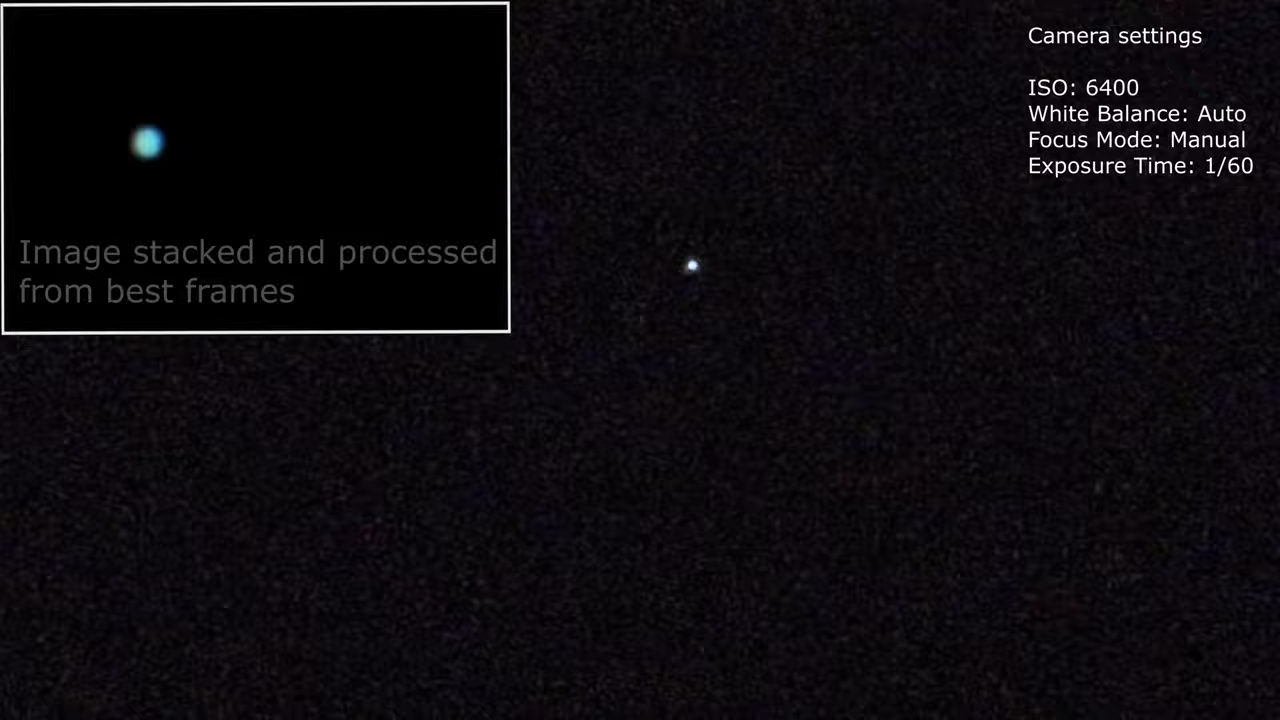 Image stacked and processed
from best frames
Camera settings
ISO: 6400
White Balance: Auto
Focus Mode: Manual
Exposure Time: 1/60